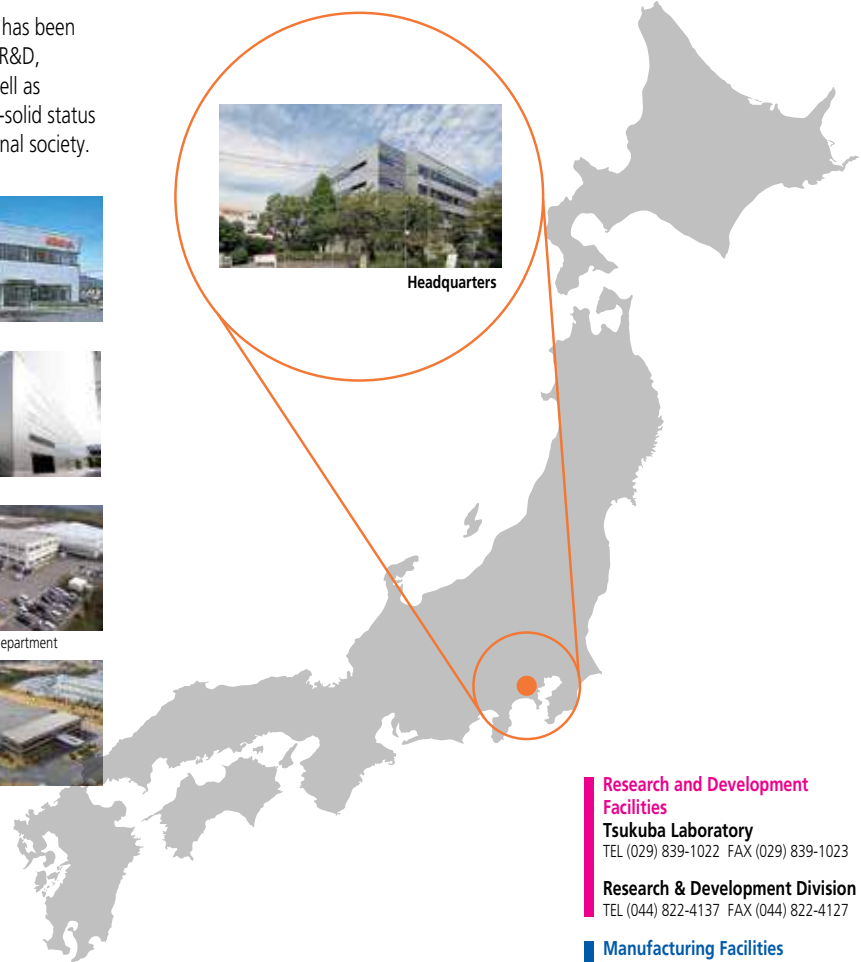 has been
R&D,
ell as
-solid status
nal society.
Headquarters
epartment
Research and Development
Facilities
Tsukuba Laboratory
TEL (029) 839-1022 FAX (029) 839-1023
Research & Development Division
TEL (044) 822-4137 FAX (044) 822-4127
Manufacturing Facilities